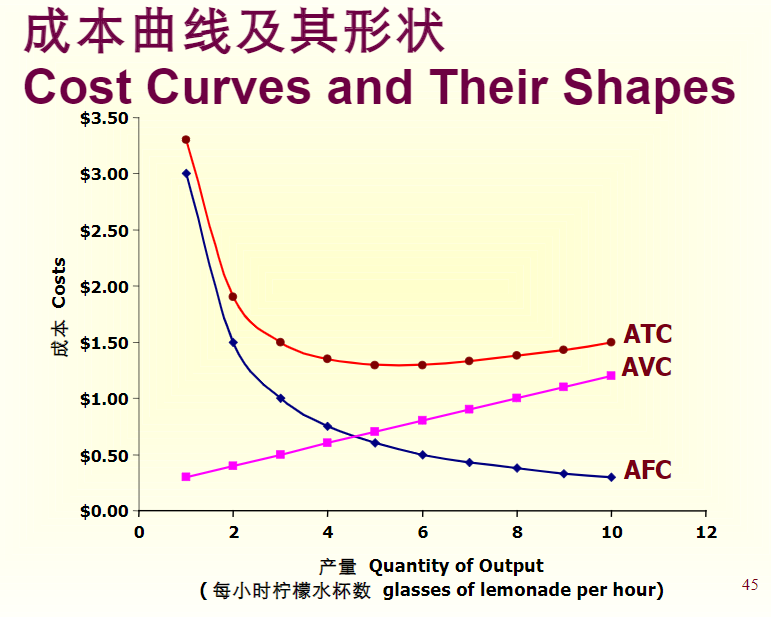 成本曲线及其形状
Cost Curves and Their Shapes
$3.50
$3.00
$2.50
$2.00
$1.50
$1.00
$0.50
$0.00
成本 Costs
ATC
AVC
AFC
0 2 4 6 8 10 12
产量 Quantity of Output
( 每小时柠檬水杯数 glasses of lemonade per hour)
45